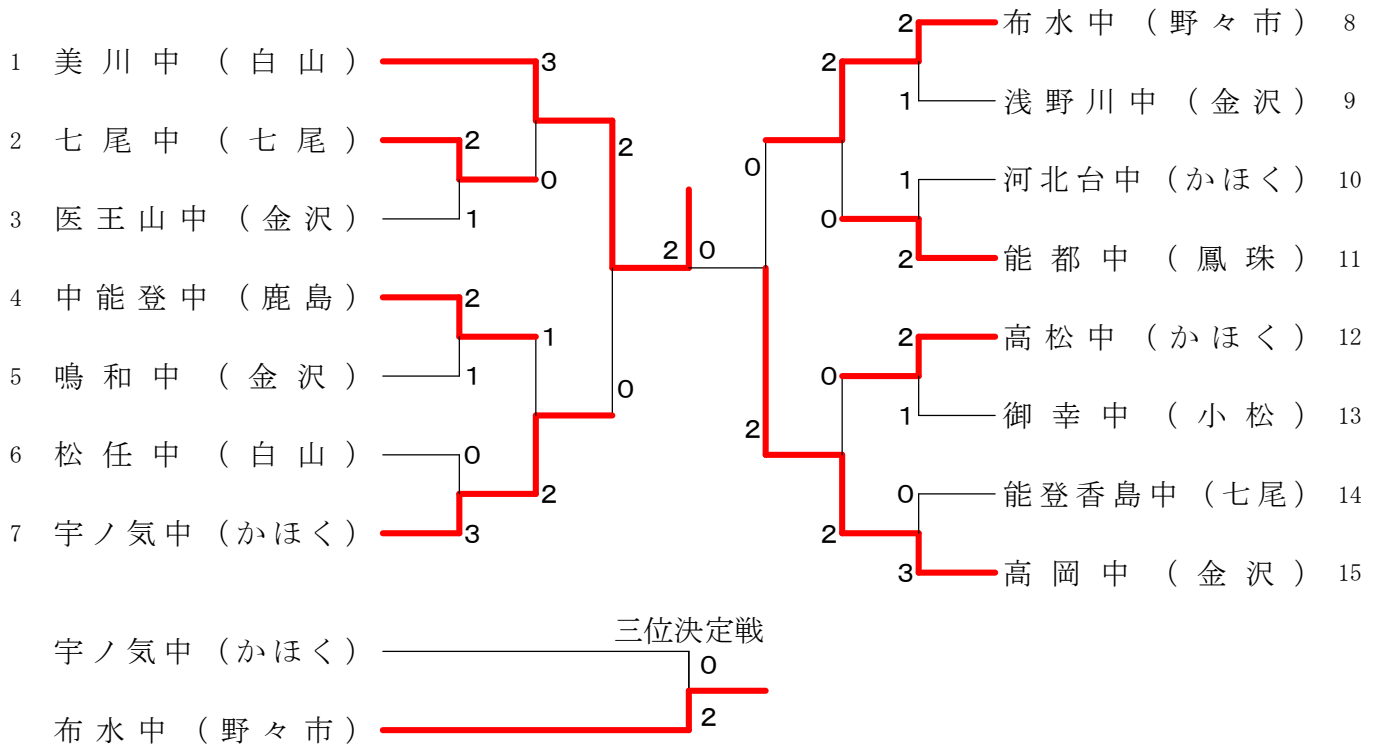 1 美川中（白山） 3
2 七尾中（七尾） 2
0
3 医王山中（金沢） 1
2
4 中能登中（鹿島） 2
1
5 鳴和中（金沢） 1
0
6 松任中（白山） 0
2
7 宇ノ気中（かほく） 3
2 0
2 布水中（野々市） 8
2
1 浅野川中（金沢） 9
0
1 河北台中（かほく） 10
0
2 能都中（鳳珠） 11
2 高松中（かほく） 12
0
1 御幸中（小松） 13
2
0 能登香島中（七尾） 14
2
3 高岡中（金沢） 15
三位決定戦
宇ノ気中（かほく） 0
布水中（野々市） 2